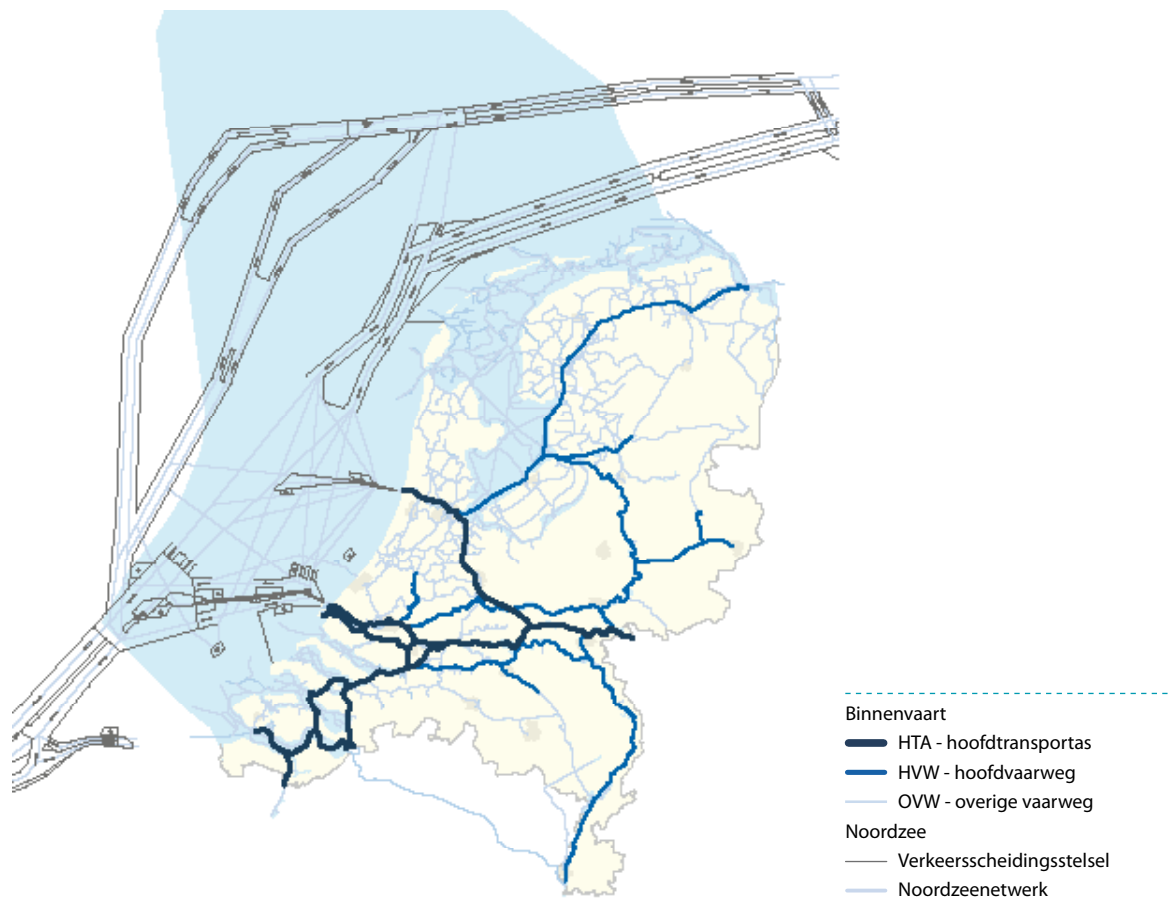 Binnenvaart
HTA - hoofdtransportas
HVW - hoofdvaarweg
OVW - overige vaarweg
Noordzee
Verkeersscheidingsstelsel
Noordzeenetwerk